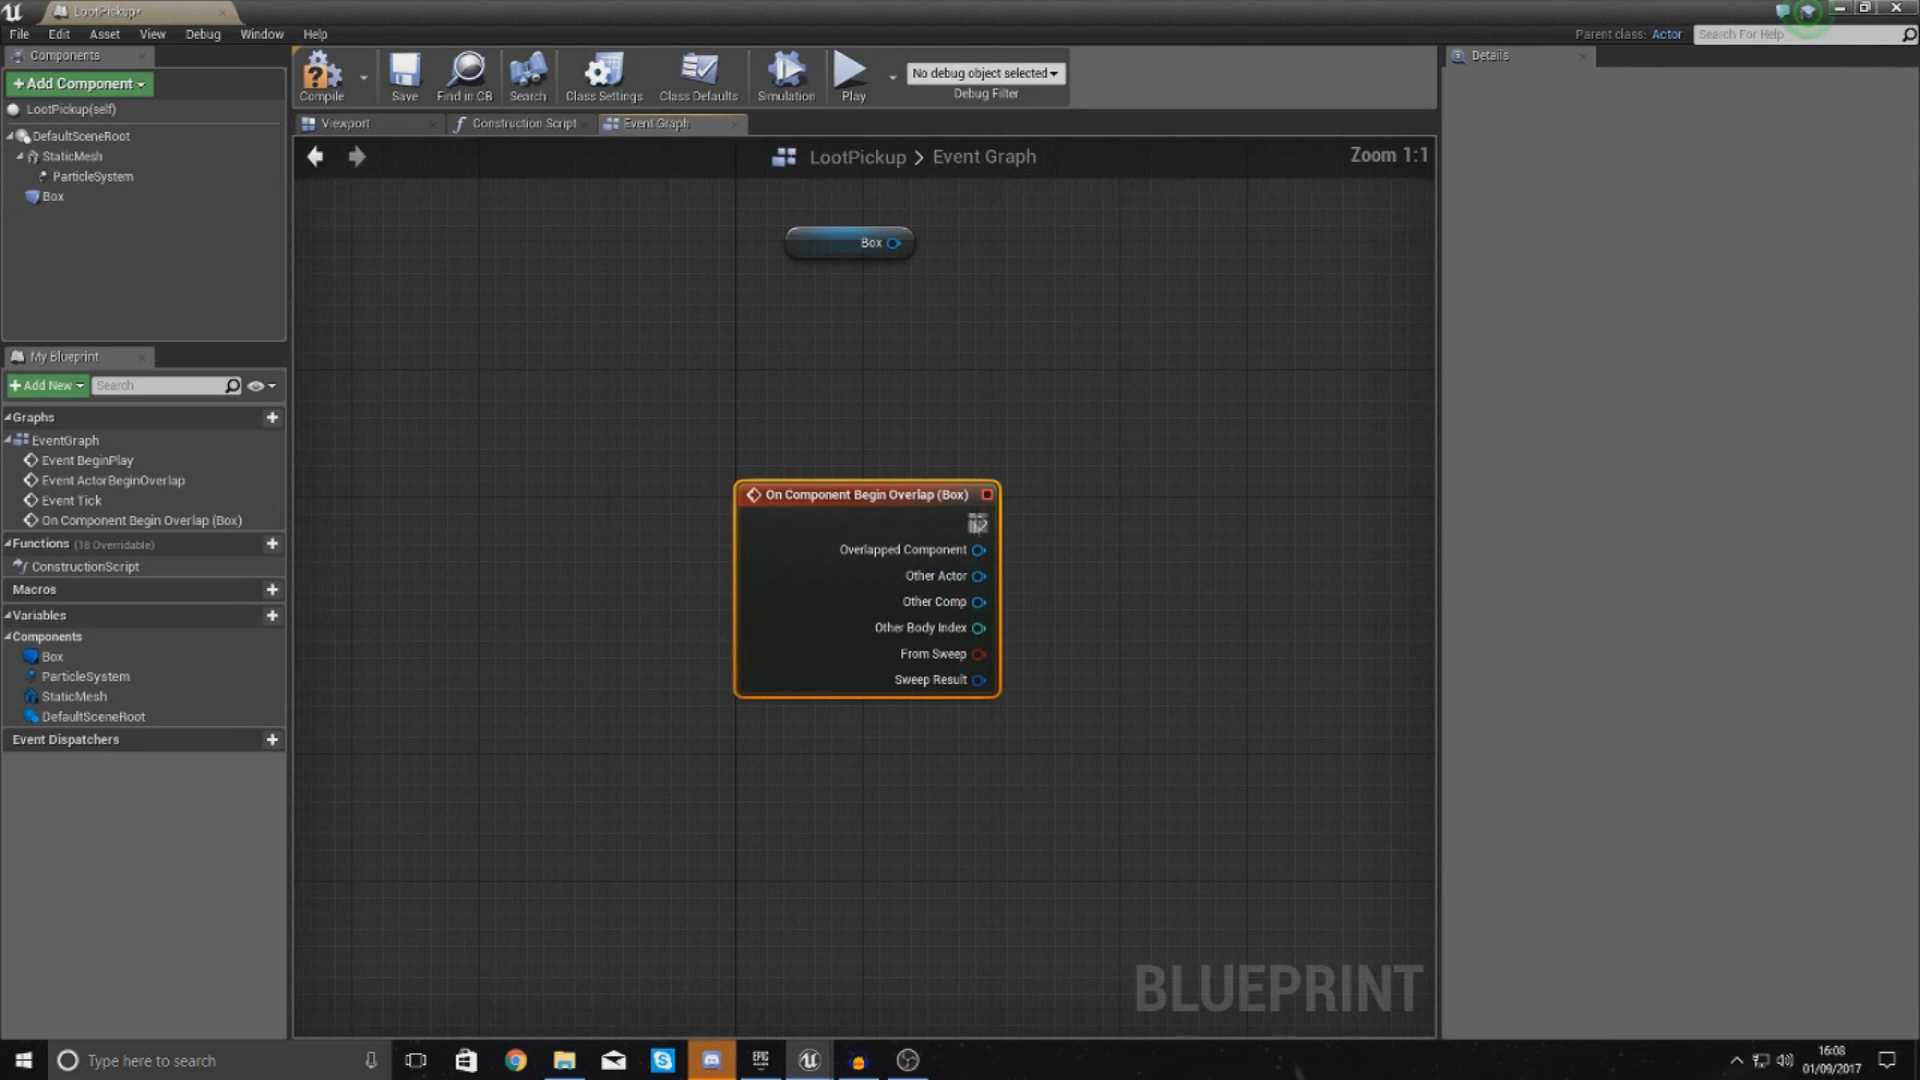 LootPickup*
File Edit Asset View Debug Window Help
Parent class: Actor
Search For Help
Components
+Add Component
LootPickup(self)
DefaultSceneRoot
StaticMesh
ParticleSystem
Box
Compile
Save
Find in CB
Search
Class Settings
Class Defaults
Simulation
Play
No debug object selected
Debug Filter
Details
Viewport
Construction Script
Event Graph
LootPickup > Event Graph
Zoom 1:1
Box
On Component Begin Overlap (Box)
Overlapped Component
Other Actor
Other Comp
Other Body Index
From Sweep
Sweep Result
BLUEPRINT
My Blueprint
+Add New
Search
Graphs
EventGraph
Event BeginPlay
Event ActorBeginOverlap
Event Tick
On Component Begin Overlap (Box)
Functions (18 Overridable)
ConstructionScript
Macros
Variables
Components
Box
ParticleSystem
StaticMesh
DefaultSceneRoot
Event Dispatchers
Type here to search
EPIC GAMES
16:08
01/09/2017